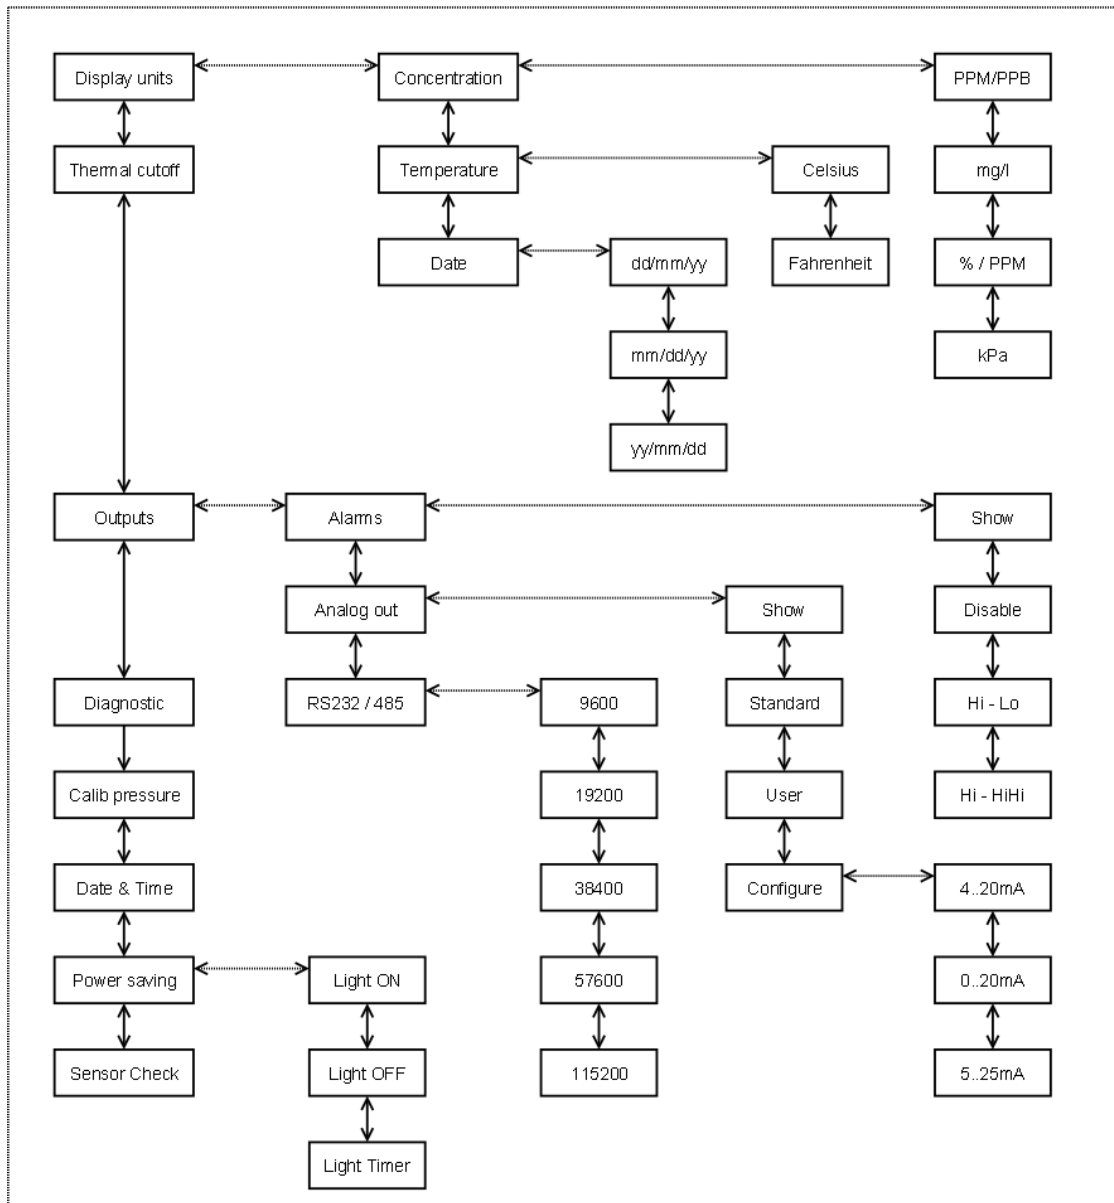 Display units
Concentration
PPM/PPB
Thermal cutoff
Temperature
Celsius
mg/l
Date
dd/mm/yy
Fahrenheit
% / PPM
mm/dd/yy
kPa
yy/mm/dd
Outputs
Alarms
Show
Analog out
Show
Disable
Diagnostic
RS232 / 485
9600
Standard
Hi - Lo
Calib pressure
19200
User
Hi - HiHi
Date & Time
38400
Configure
4..20mA
Power saving
Light ON
57600
0..20mA
Sensor Check
Light OFF
115200
5..25mA
Light Timer